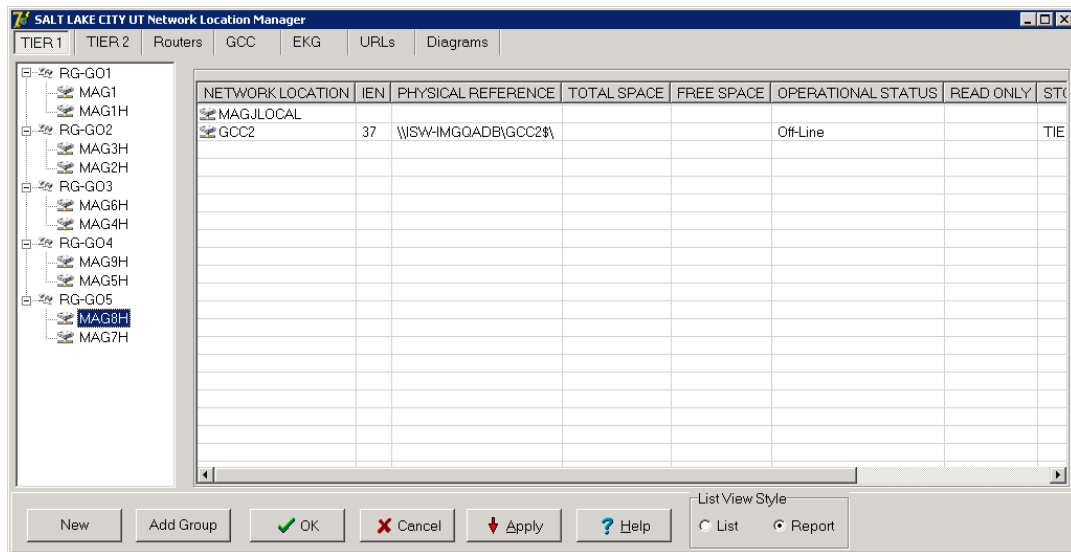 SALT LAKE CITY UT Network Location Manager
TIER 1 TIER 2 Routers GCC EKG URLs Diagrams
RG-GO1
MAG1
MAG1H
RG-GO2
MAG3H
MAG2H
RG-GO3
MAG6H
MAG4H
RG-GO4
MAG9H
MAG5H
RG-GO5
MAG8H
MAG7H
NETWORK LOCATION IEN PHYSICAL REFERENCE TOTAL SPACE FREE SPACE OPERATIONAL STATUS READ ONLY STO
MAGJLOCAL
GCC2 37 \\ISW-IMGQADB\GCC2$\ Off-Line TIE
New Add Group OK Cancel Apply Help
List View Style
List Report